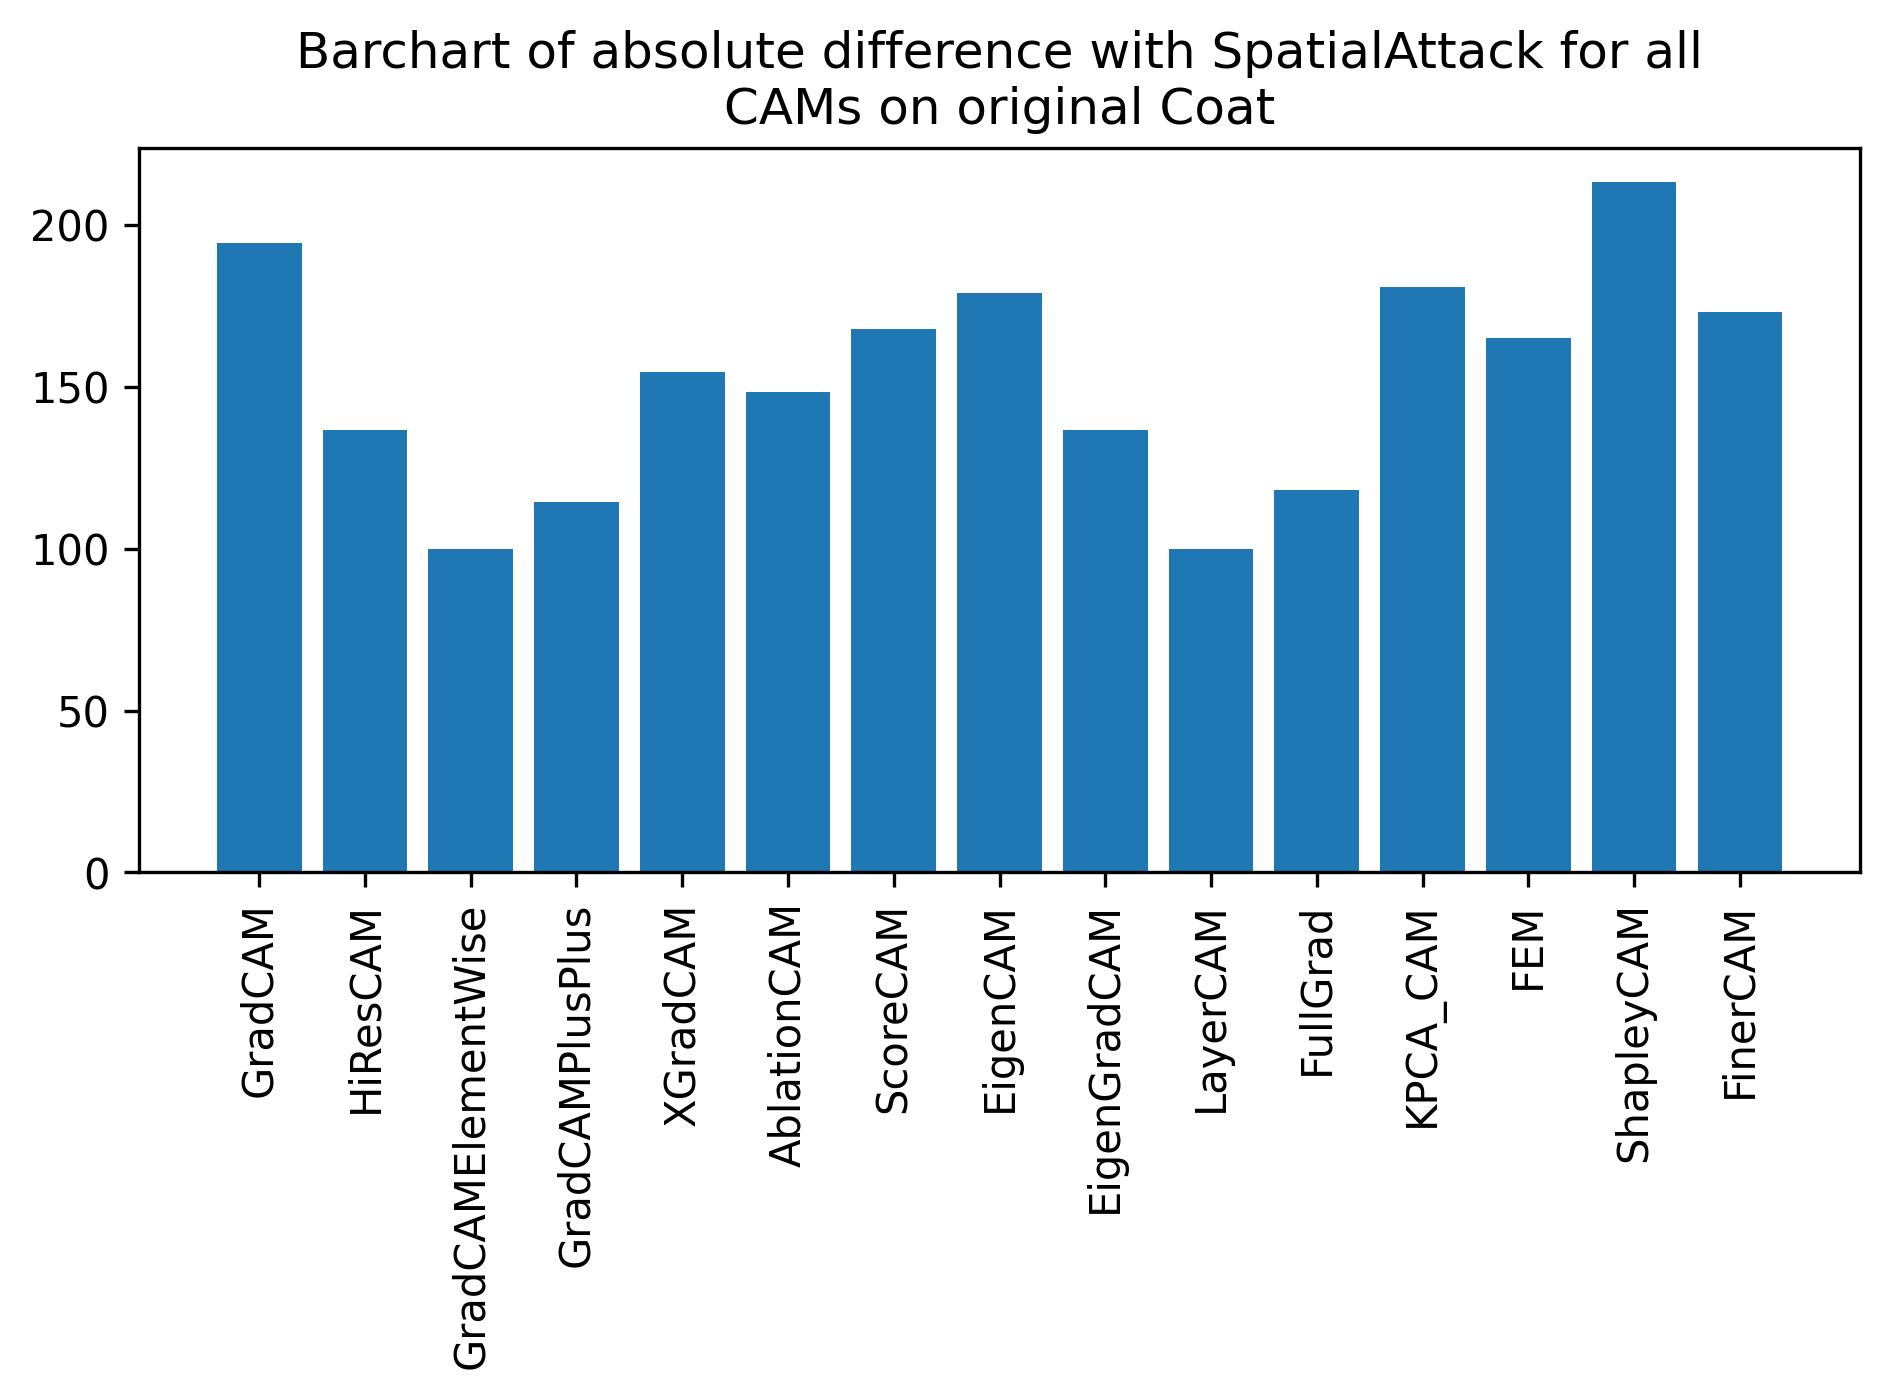 Barchart of absolute difference with SpatialAttack for all
CAMs on original Coat
200
150
100
50
0
GradCAM
HiResCAM
GradCAMElementWise
GradCAMPlusPlus
XGradCAM
AblationCAM
ScoreCAM
EigenCAM
EigenGradCAM
LayerCAM
FullGrad
KPCA_CAM
FEM
ShapleyCAM
FinerCAM